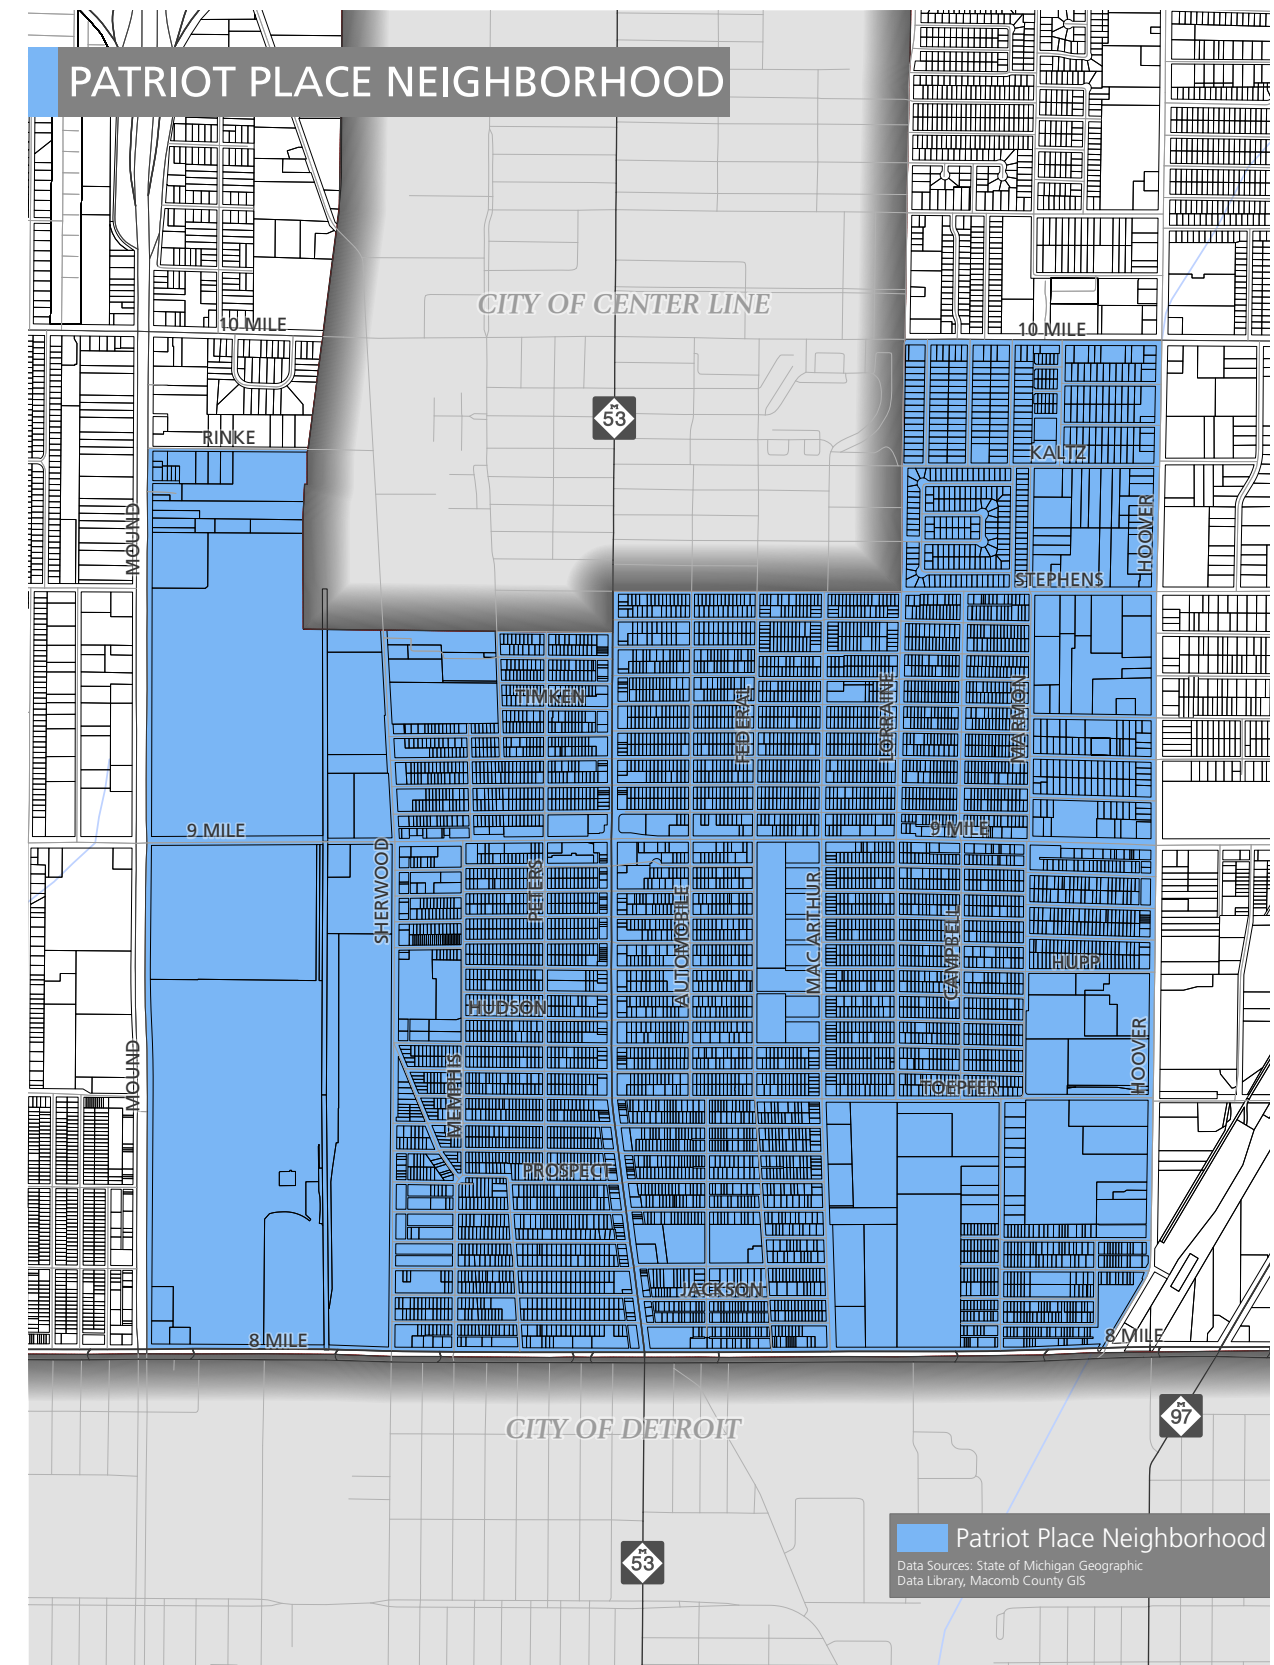 PATRIOT PLACE NEIGHBORHOOD
CITY OF CENTER LINE
10 MILE
10 MILE
M
53
RINKE
KALTZ
MOUND
HOOVER
STEPHENS
TIMKEN
FEDERAL
LORRAINE
MARMON
9 MILE
9 MILE
SHERWOOD
PETERS
AUTOMOBILE
MAC ARTHUR
CAMPBELL
HUPP
HUDSON
MOUND
MEMPHIS
HOOVER
TOEPFER
PROSPECT
JACKSON
8 MILE
8 MILE
CITY OF DETROIT
M
97
M
53
Patriot Place Neighborhood
Data Sources: State of Michigan Geographic
Data Library, Macomb County GIS